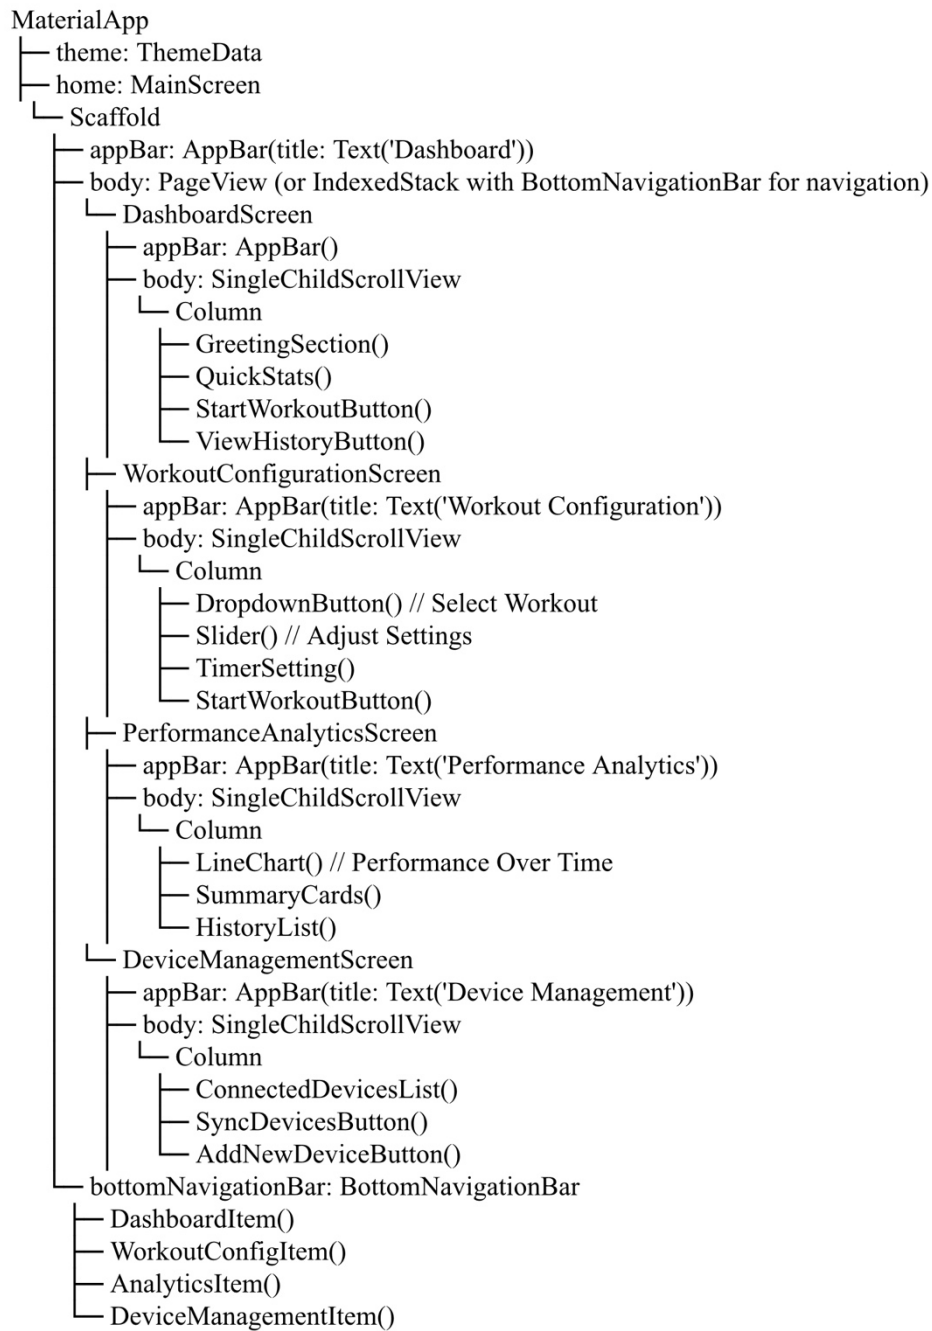 MaterialApp
theme: ThemeData
home: MainScreen
Scaffold
appBar: AppBar(title: Text('Dashboard'))
body: PageView (or IndexedStack with BottomNavigationBar for navigation)
DashboardScreen
appBar: AppBar()
body: SingleChildScrollView
Column
GreetingSection()
QuickStats()
StartWorkoutButton()
ViewHistoryButton()
WorkoutConfigurationScreen
appBar: AppBar(title: Text('Workout Configuration'))
body: SingleChildScrollView
Column
DropdownButton() // Select Workout
Slider() // Adjust Settings
TimerSetting()
StartWorkoutButton()
PerformanceAnalyticsScreen
appBar: AppBar(title: Text('Performance Analytics'))
body: SingleChildScrollView
Column
LineChart() // Performance Over Time
SummaryCards()
HistoryList()
DeviceManagementScreen
appBar: AppBar(title: Text('Device Management'))
body: SingleChildScrollView
Column
ConnectedDevicesList()
SyncDevicesButton()
AddNewDeviceButton()
bottomNavigationBar: BottomNavigationBar
DashboardItem()
WorkoutConfigItem()
AnalyticsItem()
DeviceManagementItem()